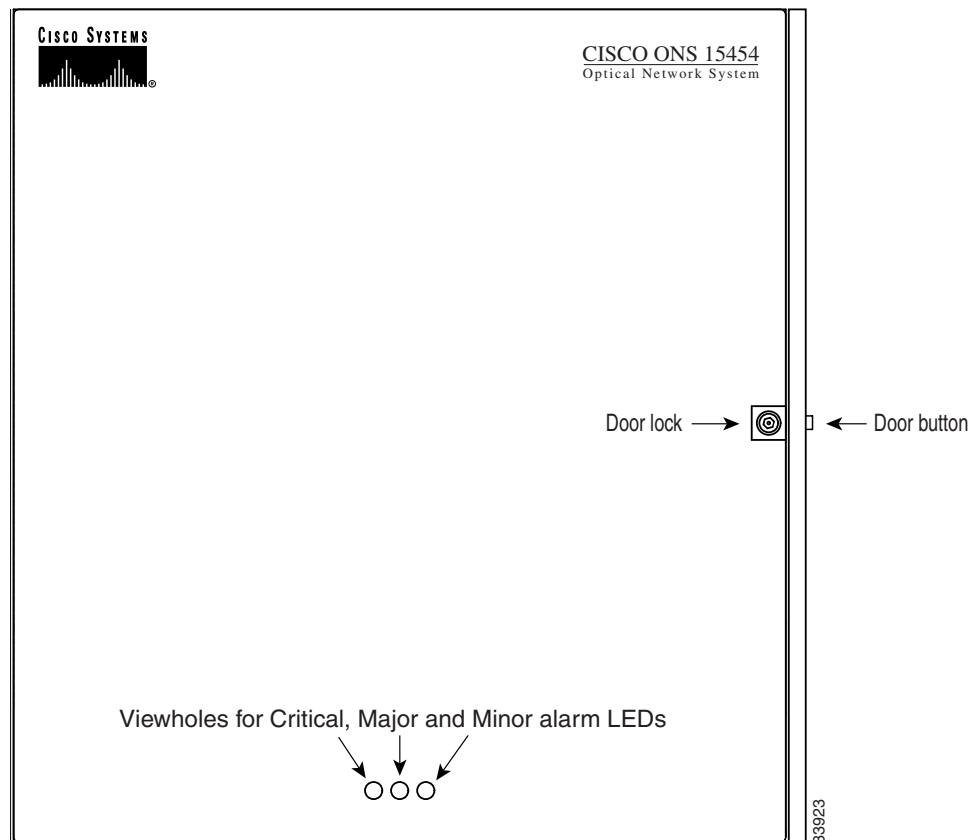 CISCO SYSTEMS
®
CISCO ONS 15454
Optical Network System
Door lock
Door button
Viewholes for Critical, Major and Minor alarm LEDs